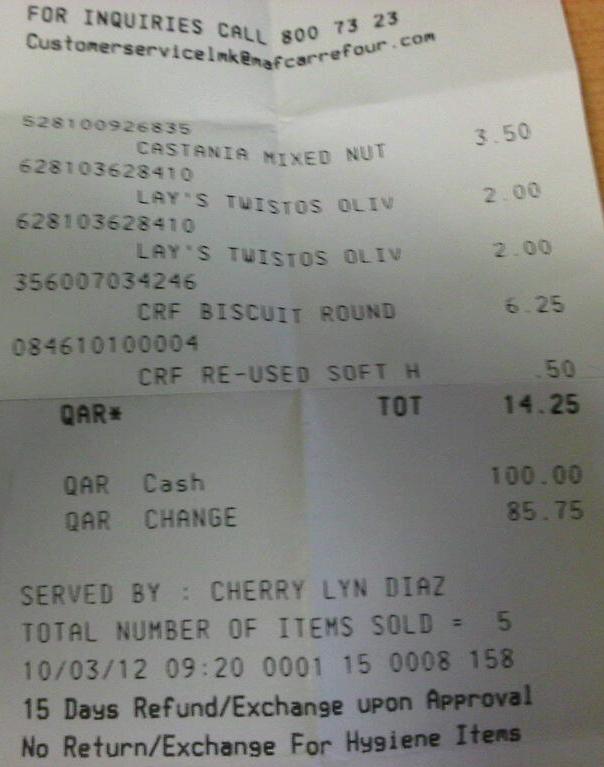 FOR INQUIRIES CALL 800 73 23
Customerservicelmk@mafcarrefour.com
528100926835
CASTANIA MIXED NUT 3.50
628103628410
LAY'S TWISTOS OLIV 2.00
628103628410
LAY'S TWISTOS OLIV 2.00
356007034246
CRF BISCUIT ROUND 6.25
084610100004
CRF RE-USED SOFT H .50
QAR* TOT 14.25
QAR Cash 100.00
QAR CHANGE 85.75
SERVED BY : CHERRY LYN DIAZ
TOTAL NUMBER OF ITEMS SOLD = 5
10/03/12 09:20 0001 15 0008 158
15 Days Refund/Exchange upon Approval
No Return/Exchange For Hygiene Items